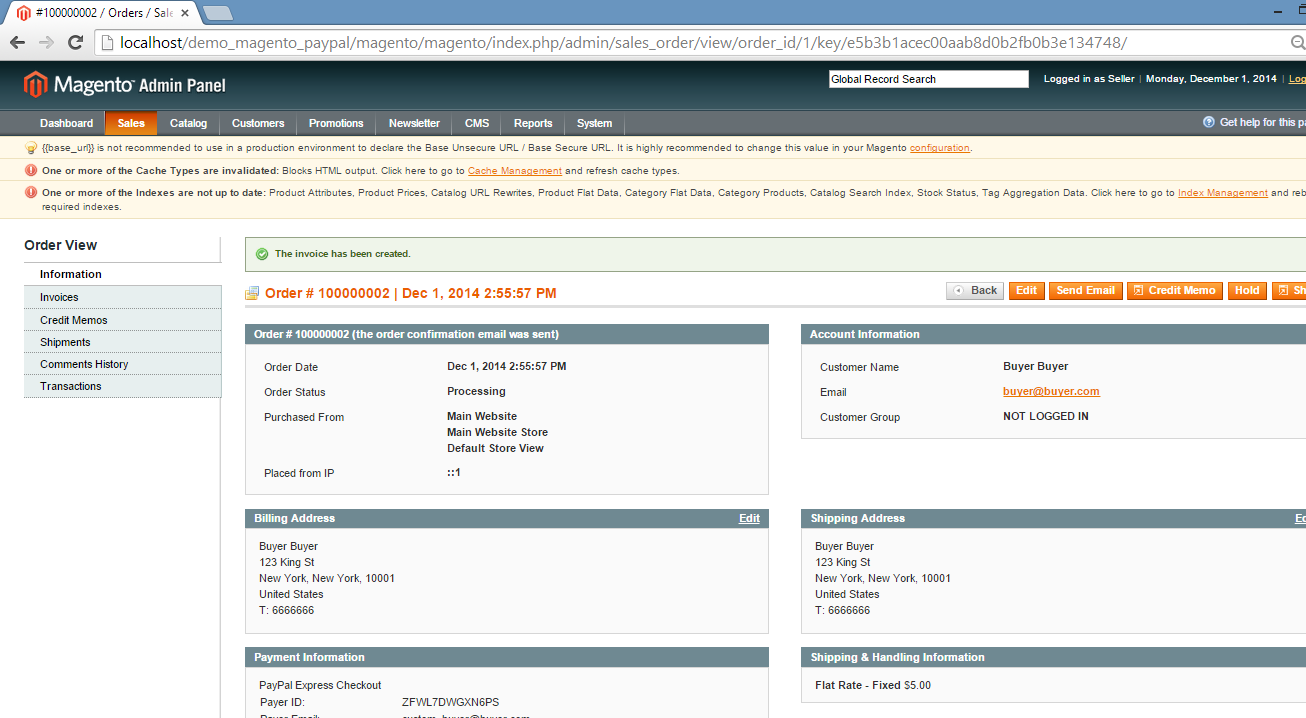 #100000002 / Orders / Sale
localhost/demo_magento_paypal/magento/magento/index.php/admin/sales_order/view/order_id/1/key/e5b3b1acec00aab8d0b2fb0b3e134748/
Magento Admin Panel
Global Record Search
Logged in as Seller | Monday, December 1, 2014 | Log
Dashboard Sales Catalog Customers Promotions Newsletter CMS Reports System
Get help for this pa
{{base_url}} is not recommended to use in a production environment to declare the Base Unsecure URL / Base Secure URL. It is highly recommended to change this value in your Magento configuration.
One or more of the Cache Types are invalidated: Blocks HTML output. Click here to go to Cache Management and refresh cache types.
One or more of the Indexes are not up to date: Product Attributes, Product Prices, Catalog URL Rewrites, Product Flat Data, Category Flat Data, Category Products, Catalog Search Index, Stock Status, Tag Aggregation Data. Click here to go to Index Management and reb
required indexes.
Order View
Information
Invoices
Credit Memos
Shipments
Comments History
Transactions
The invoice has been created.
Order # 100000002 | Dec 1, 2014 2:55:57 PM
Back Edit Send Email Credit Memo Hold Sh
Order # 100000002 (the order confirmation email was sent)
Order Date Dec 1, 2014 2:55:57 PM
Order Status Processing
Purchased From Main Website
Main Website Store
Default Store View
Placed from IP ::1
Account Information
Customer Name Buyer Buyer
Email buyer@buyer.com
Customer Group NOT LOGGED IN
Billing Address Edit
Buyer Buyer
123 King St
New York, New York, 10001
United States
T: 6666666
Shipping Address Ed
Buyer Buyer
123 King St
New York, New York, 10001
United States
T: 6666666
Payment Information
PayPal Express Checkout
Payer ID: ZFWL7DWGXN6PS
Payer Email: custom_buyer@buyer.com
Shipping & Handling Information
Flat Rate - Fixed $5.00